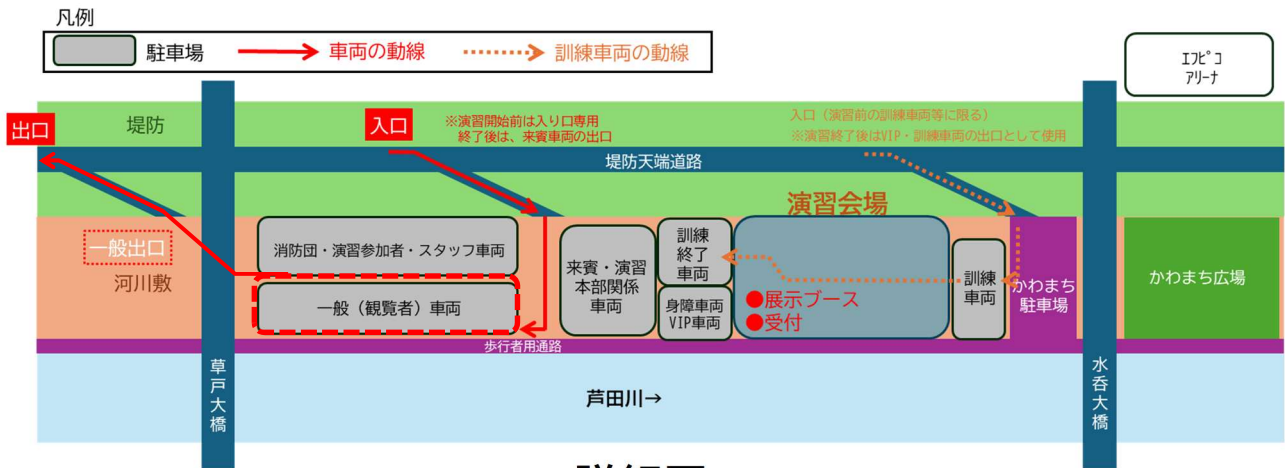 凡例
駐車場
車両の動線
訓練車両の動線
ｴﾌﾋﾟｺ
ｱﾘｰﾅ
出口
堤防
入口
※演習開始前は入り口専用
終了後は、来賓車両の出口
入口（演習前の訓練車両等に限る）
※演習終了後はVIP・訓練車両の出口として使用
堤防天端道路
演習会場
一般出口
河川敷
消防団・演習参加者・スタッフ車両
一般（観覧者）車両
来賓・演習
本部関係
車両
訓練
終了
車両
身障車両
VIP車両
●展示ブース
●受付
訓練
車両
かわまち
駐車場
かわまち広場
歩行者用通路
草戸大橋
芦田川→
水呑大橋